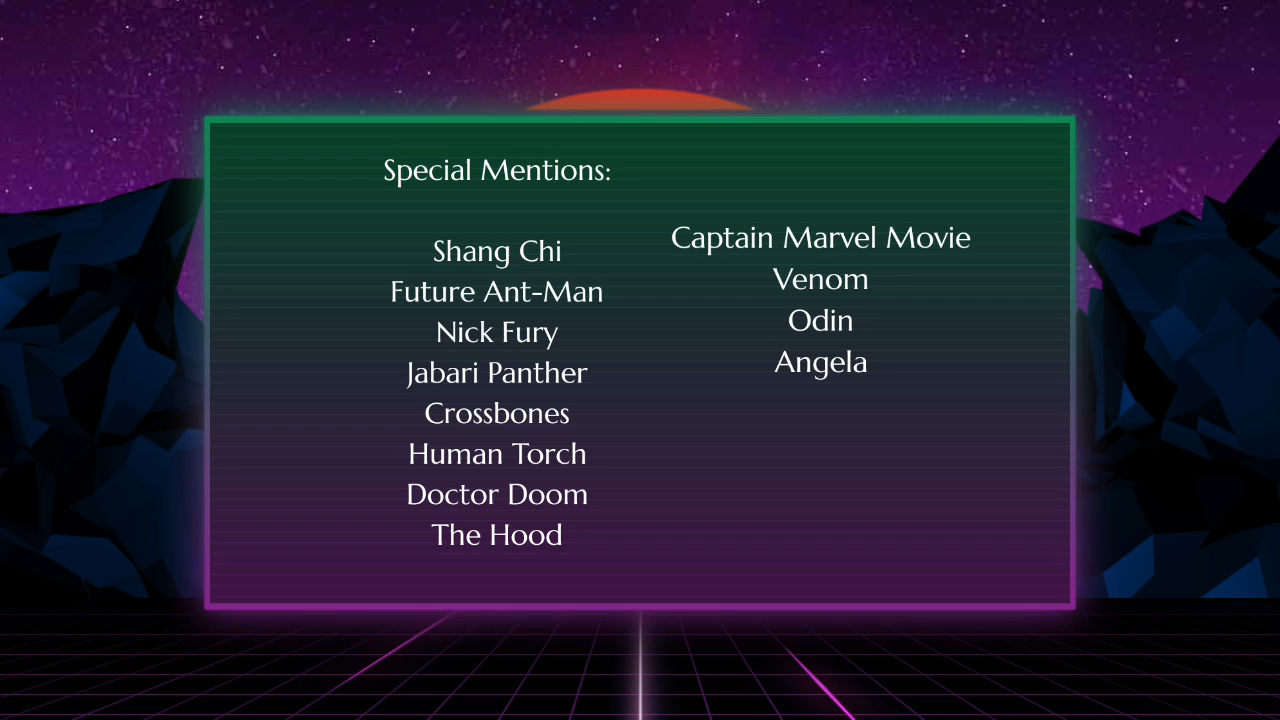 Special Mentions:
Shang Chi
Future Ant-Man
Nick Fury
Jabari Panther
Crossbones
Human Torch
Doctor Doom
The Hood
Captain Marvel Movie
Venom
Odin
Angela